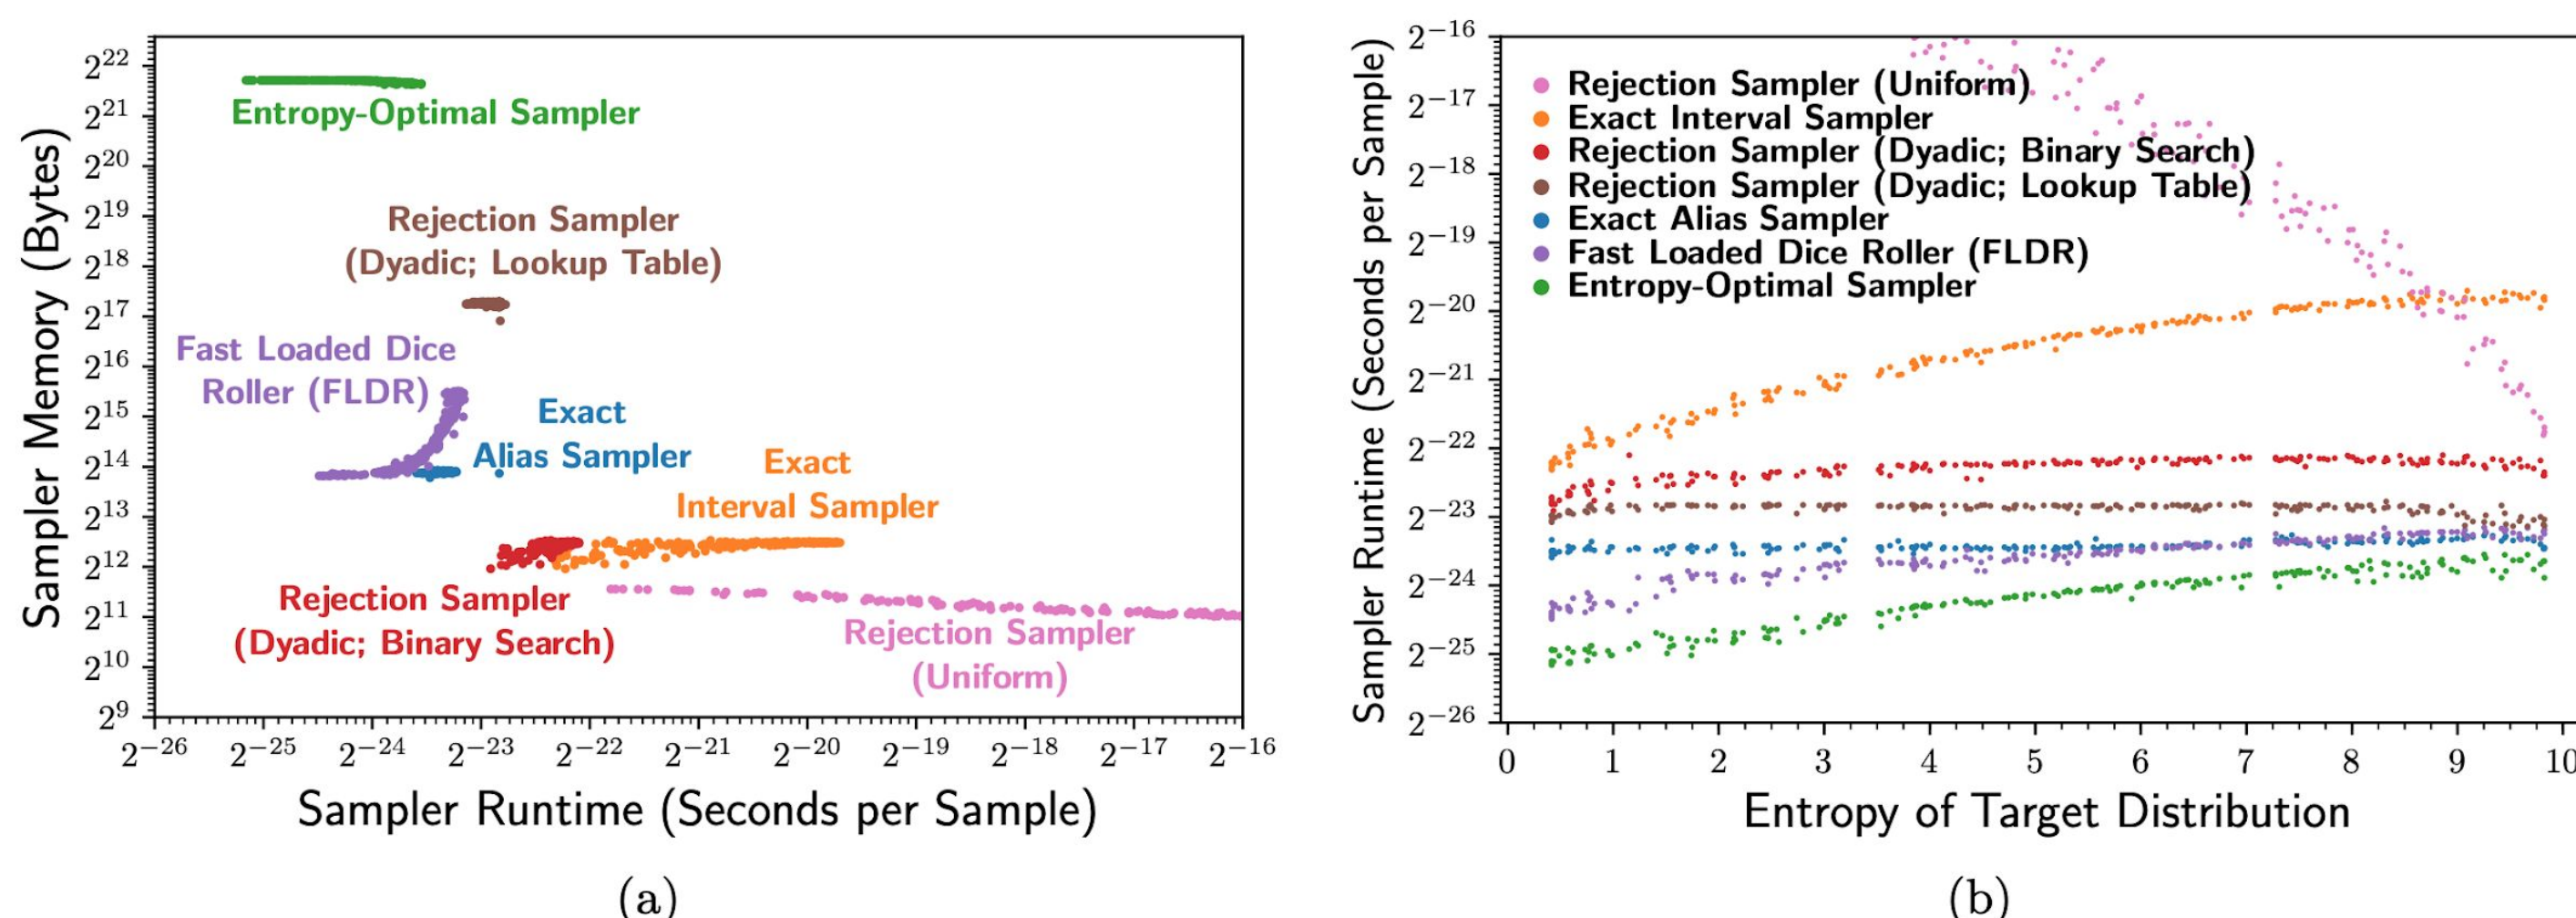 Sampler Memory (Bytes)
2^22
2^21
2^20
2^19
2^18
2^17
2^16
2^15
2^14
2^13
2^12
2^11
2^10
2^9
Entropy-Optimal Sampler
Rejection Sampler
(Dyadic; Lookup Table)
Fast Loaded Dice
Roller (FLDR)
Exact
Alias Sampler
Exact
Interval Sampler
Rejection Sampler
(Dyadic; Binary Search)
Rejection Sampler
(Uniform)
2^−26 2^−25 2^−24 2^−23 2^−22 2^−21 2^−20 2^−19 2^−18 2^−17 2^−16
Sampler Runtime (Seconds per Sample)
(a)
Sampler Runtime (Seconds per Sample)
2^−16
2^−17
2^−18
2^−19
2^−20
2^−21
2^−22
2^−23
2^−24
2^−25
2^−26
Rejection Sampler (Uniform)
Exact Interval Sampler
Rejection Sampler (Dyadic; Binary Search)
Rejection Sampler (Dyadic; Lookup Table)
Exact Alias Sampler
Fast Loaded Dice Roller (FLDR)
Entropy-Optimal Sampler
0 1 2 3 4 5 6 7 8 9 10
Entropy of Target Distribution
(b)